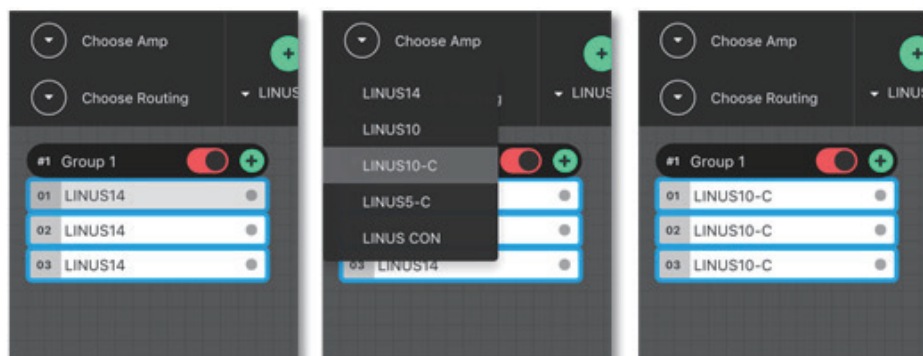 Choose Amp
Choose Routing
LINUS
#1 Group 1
01 LINUS14
02 LINUS14
03 LINUS14
Choose Amp
LINUS14
LINUS
LINUS10
LINUS10-C
LINUS5-C
LINUS CON
03 LINUS14
Choose Amp
Choose Routing
LINUS
#1 Group 1
01 LINUS10-C
02 LINUS10-C
03 LINUS10-C